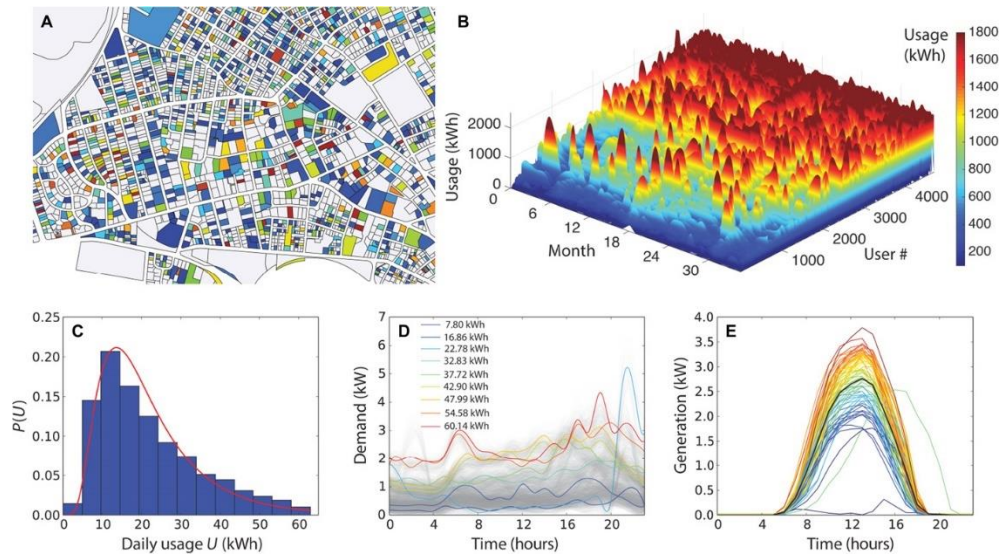 A
B
Usage
(kWh)
1800
1600
1400
1200
1000
800
600
400
200
Usage (kWh)
2000
1000
0
0
6
12
18
24
30
Month
1000
2000
3000
4000
User #
C
P(U)
0.25
0.20
0.15
0.10
0.05
0.00
0 10 20 30 40 50 60
Daily usage U (kWh)
D
Demand (kW)
7
6
5
4
3
2
1
0
7.80 kWh
16.86 kWh
22.78 kWh
32.83 kWh
37.72 kWh
42.90 kWh
47.99 kWh
54.58 kWh
60.14 kWh
0 4 8 12 16 20
Time (hours)
E
Generation (kW)
4.0
3.5
3.0
2.5
2.0
1.5
1.0
0.5
0.0
0 4 8 12 16 20
Time (hours)